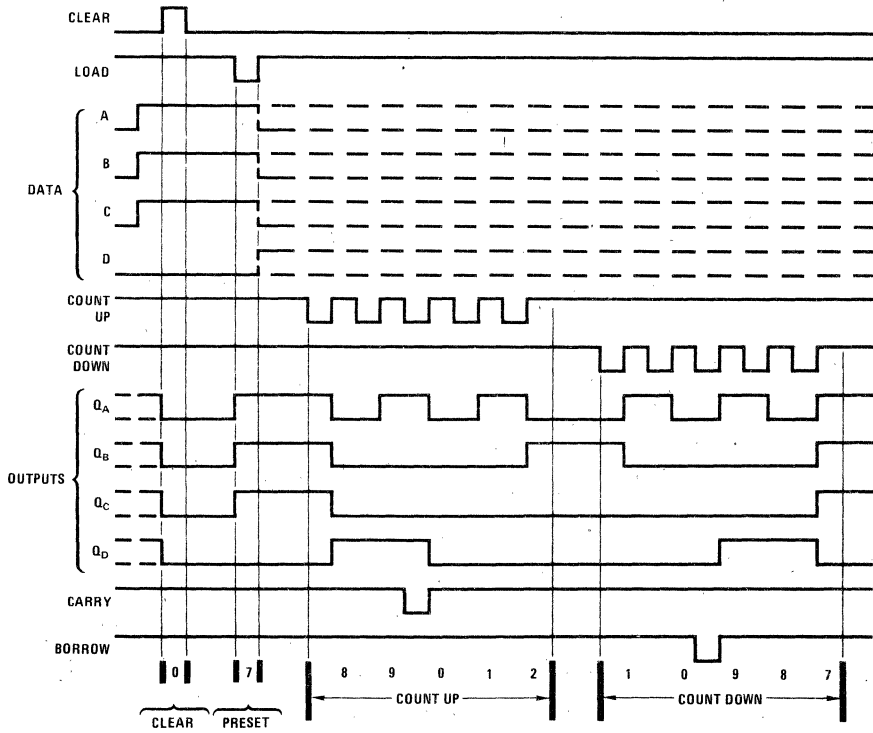 CLEAR
LOAD
A
B
DATA
C
D
COUNT
UP
COUNT
DOWN
QA
QB
OUTPUTS
QC
QD
CARRY
BORROW
0 7 8 9 0 1 2 1 0 9 8 7
COUNT UP COUNT DOWN
CLEAR PRESET